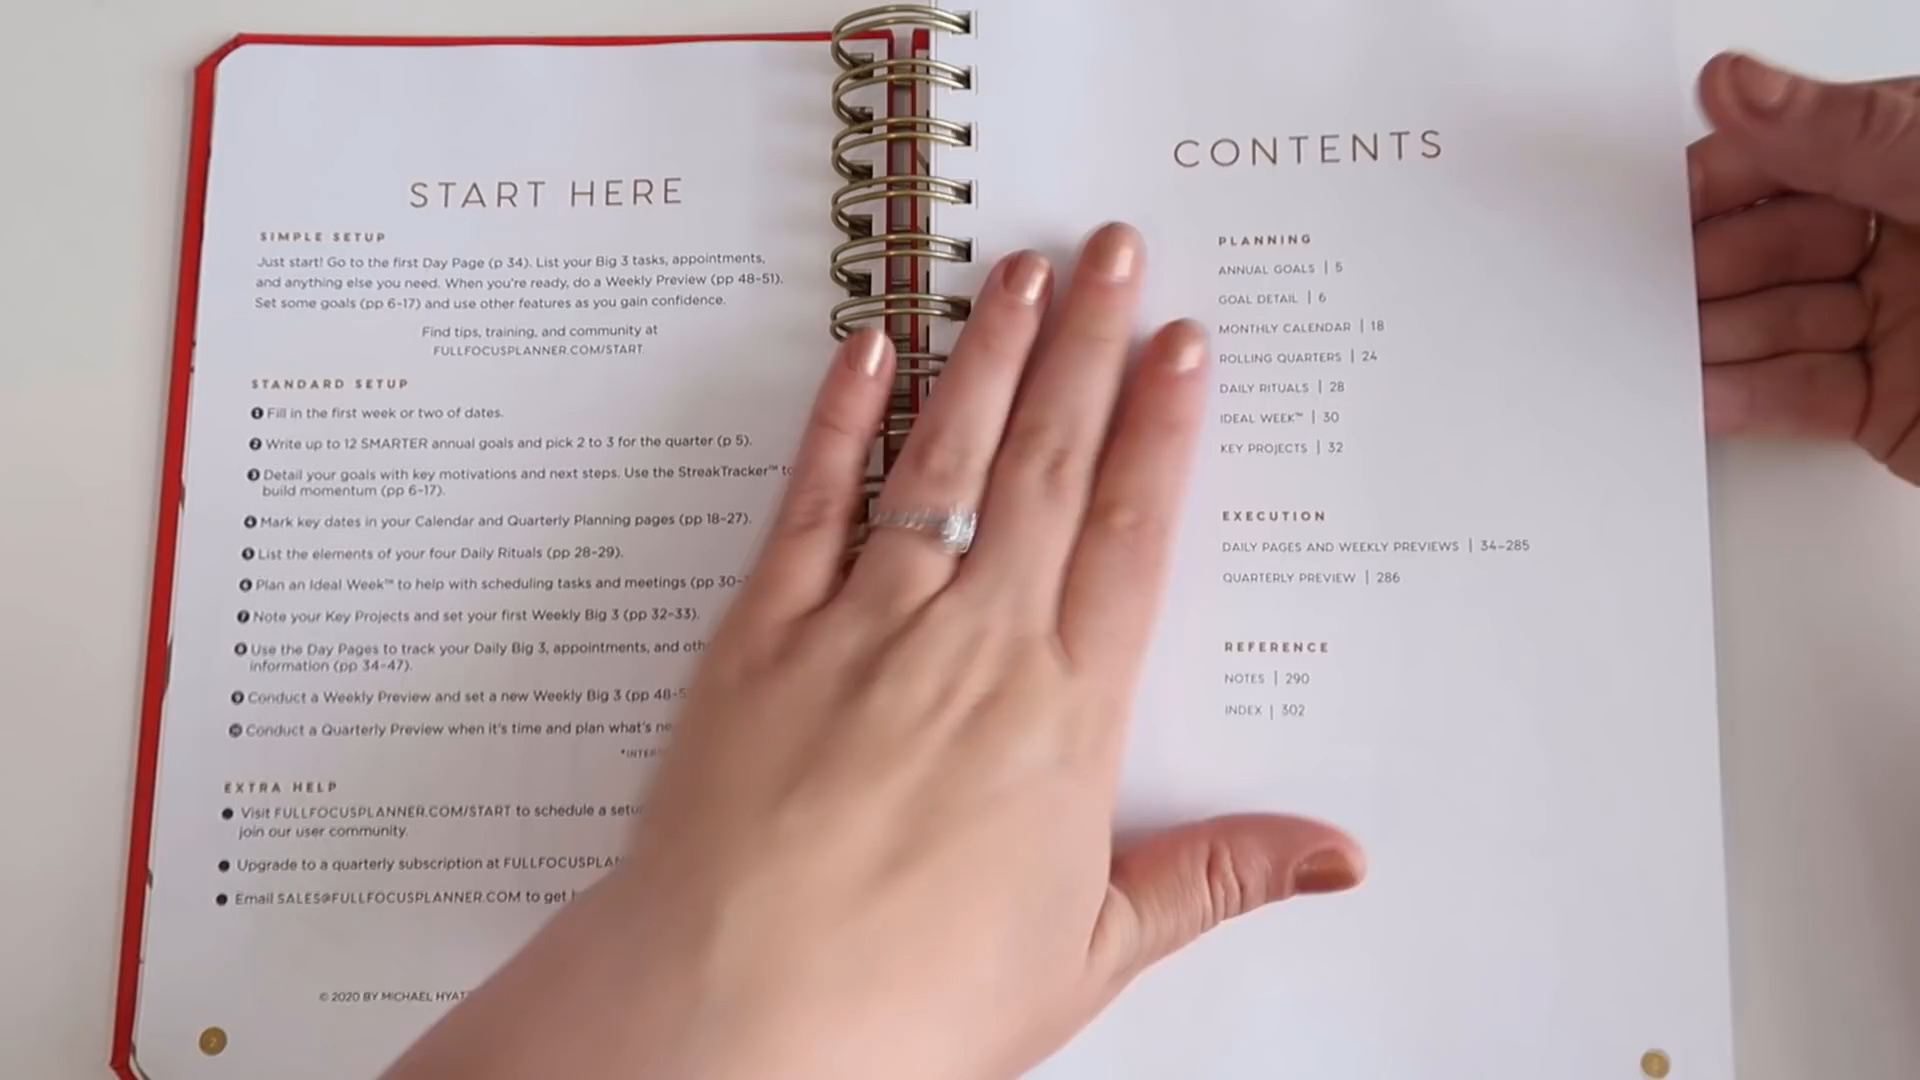 START HERE
SIMPLE SETUP
Just start! Go to the first Day Page (p 34). List your Big 3 tasks, appointments,
and anything else you need. When you're ready, do a Weekly Preview (pp 48-51).
Set some goals (pp 6-17) and use other features as you gain confidence.
Find tips, training, and community at
FULLFOCUSPLANNER.COM/START.
STANDARD SETUP
1 Fill in the first week or two of dates.
2 Write up to 12 SMARTER annual goals and pick 2 to 3 for the quarter (p 5).
3 Detail your goals with key motivations and next steps. Use the StreakTracker™ to
build momentum (pp 6-17).
4 Mark key dates in your Calendar and Quarterly Planning pages (pp 18-27).
5 List the elements of your four Daily Rituals (pp 28-29).
6 Plan an Ideal Week™ to help with scheduling tasks and meetings (pp 30-
7 Note your Key Projects and set your first Weekly Big 3 (pp 32-33).
8 Use the Day Pages to track your Daily Big 3, appointments, and oth
information (pp 34-47).
9 Conduct a Weekly Preview and set a new Weekly Big 3 (pp 48-5
10 Conduct a Quarterly Preview when it's time and plan what's ne
*INTER
EXTRA HELP
● Visit FULLFOCUSPLANNER.COM/START to schedule a setu
join our user community.
● Upgrade to a quarterly subscription at FULLFOCUSPLAN
● Email SALES@FULLFOCUSPLANNER.COM to get
© 2020 BY MICHAEL HYAT
2
CONTENTS
PLANNING
ANNUAL GOALS | 5
GOAL DETAIL | 6
MONTHLY CALENDAR | 18
ROLLING QUARTERS | 24
DAILY RITUALS | 28
IDEAL WEEK™ | 30
KEY PROJECTS | 32
EXECUTION
DAILY PAGES AND WEEKLY PREVIEWS | 34-285
QUARTERLY PREVIEW | 286
REFERENCE
NOTES | 290
INDEX | 302